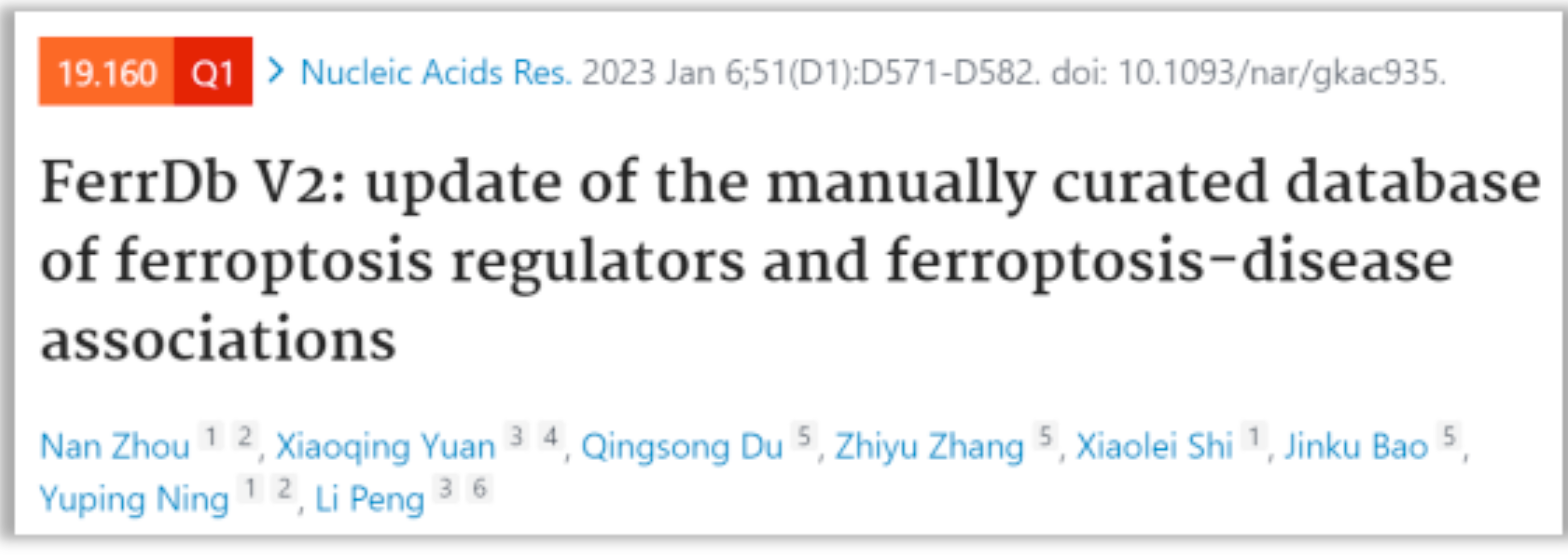 19.160 Q1 > Nucleic Acids Res. 2023 Jan 6;51(D1):D571-D582. doi: 10.1093/nar/gkac935.
FerrDb V2: update of the manually curated database
of ferroptosis regulators and ferroptosis-disease
associations
Nan Zhou 1 2, Xiaoqing Yuan 3 4, Qingsong Du 5, Zhiyu Zhang 5, Xiaolei Shi 1, Jinku Bao 5,
Yuping Ning 1 2, Li Peng 3 6